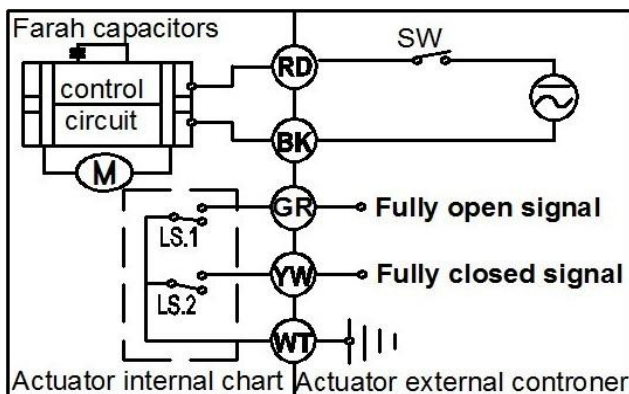 Farah capacitors
SW
RD
control
circuit
BK
M
GR
Fully open signal
LS.1
YW
Fully closed signal
LS.2
WT
Actuator internal chart
Actuator external controner